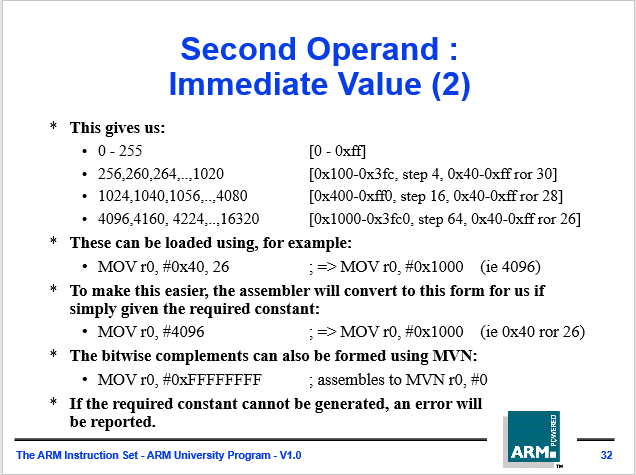 Second Operand :
Immediate Value (2)
* This gives us:
• 0 - 255 [0 - 0xff]
• 256,260,264,..,1020 [0x100-0x3fc, step 4, 0x40-0xff ror 30]
• 1024,1040,1056,..,4080 [0x400-0xff0, step 16, 0x40-0xff ror 28]
• 4096,4160, 4224,..,16320 [0x1000-0x3fc0, step 64, 0x40-0xff ror 26]
* These can be loaded using, for example:
• MOV r0, #0x40, 26 ; => MOV r0, #0x1000 (ie 4096)
* To make this easier, the assembler will convert to this form for us if
simply given the required constant:
• MOV r0, #4096 ; => MOV r0, #0x1000 (ie 0x40 ror 26)
* The bitwise complements can also be formed using MVN:
• MOV r0, #0xFFFFFFFF ; assembles to MVN r0, #0
* If the required constant cannot be generated, an error will
be reported.
The ARM Instruction Set - ARM University Program - V1.0
ARM POWERED
TM
32